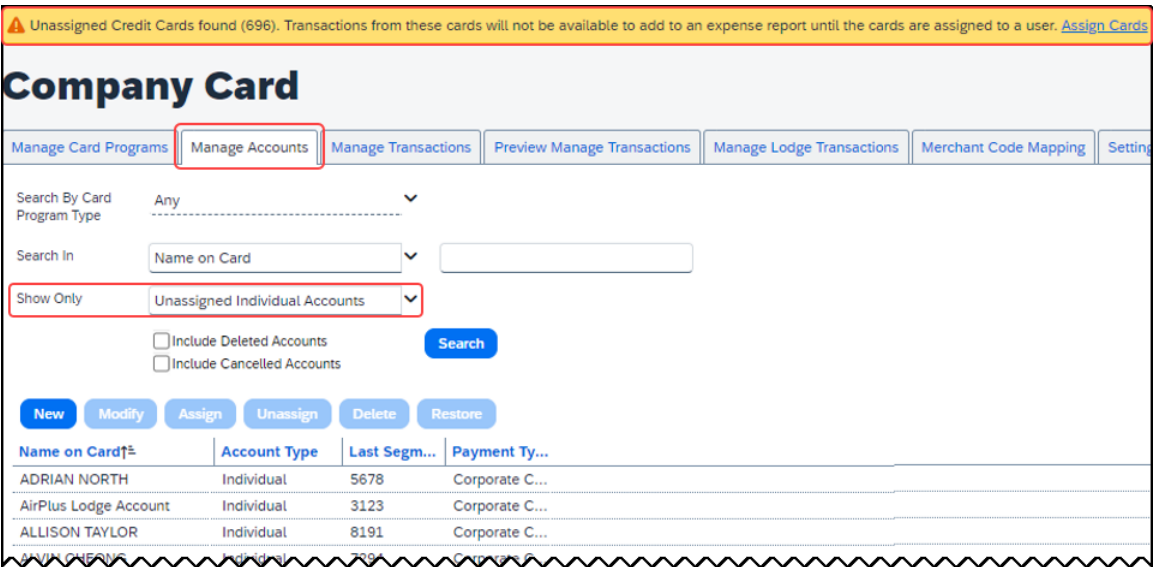 Unassigned Credit Cards found (696). Transactions from these cards will not be available to add to an expense report until the cards are assigned to a user. Assign Cards
Company Card
Manage Card Programs Manage Accounts Manage Transactions Preview Manage Transactions Manage Lodge Transactions Merchant Code Mapping Setting
Search By Card Any
Program Type
Search In Name on Card
Show Only Unassigned Individual Accounts
Include Deleted Accounts Search
Include Cancelled Accounts
New Modify Assign Unassign Delete Restore
Name on Card Account Type Last Segm... Payment Ty...
ADRIAN NORTH Individual 5678 Corporate C...
AirPlus Lodge Account Individual 3123 Corporate C...
ALLISON TAYLOR Individual 8191 Corporate C...